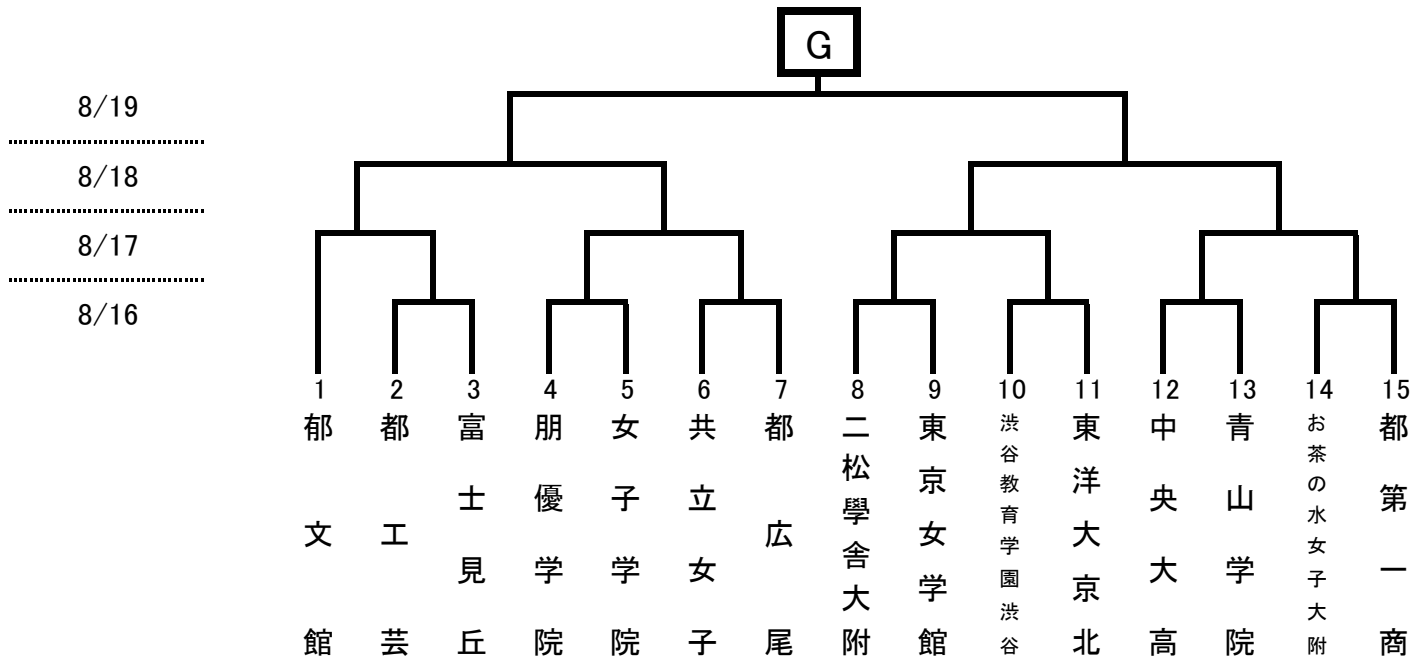 G
8/19
8/18
8/17
8/16
1
2
3
4
5
6
7
8
9
10
11
12
13
14
15
郁文館
都工芸
富士見丘
朋優学院
女子学院
共立女子
都広尾
二松學舎大附
東京女学館
渋谷教育学園渋谷
東洋大京北
中央大高
青山学院
お茶の水女子大附
都第一商